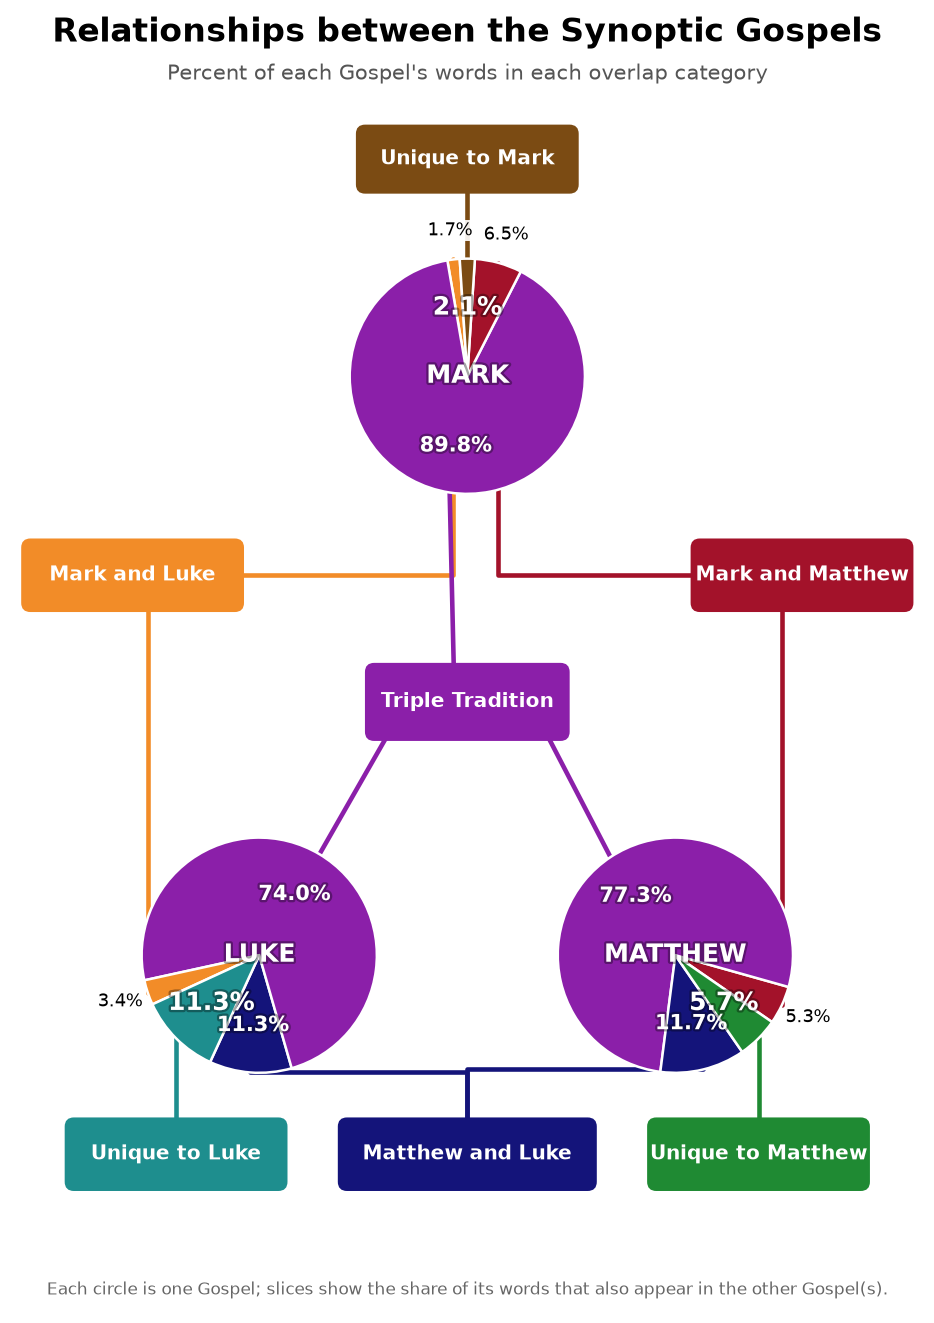 Relationships between the Synoptic Gospels
Percent of each Gospel's words in each overlap category
Unique to Mark
1.7%
6.5%
2.1%
MARK
89.8%
Mark and Luke
Mark and Matthew
Triple Tradition
74.0%
77.3%
LUKE
MATTHEW
3.4%
11.3%
11.3%
5.7%
11.7%
5.3%
Unique to Luke
Matthew and Luke
Unique to Matthew
Each circle is one Gospel; slices show the share of its words that also appear in the other Gospel(s).